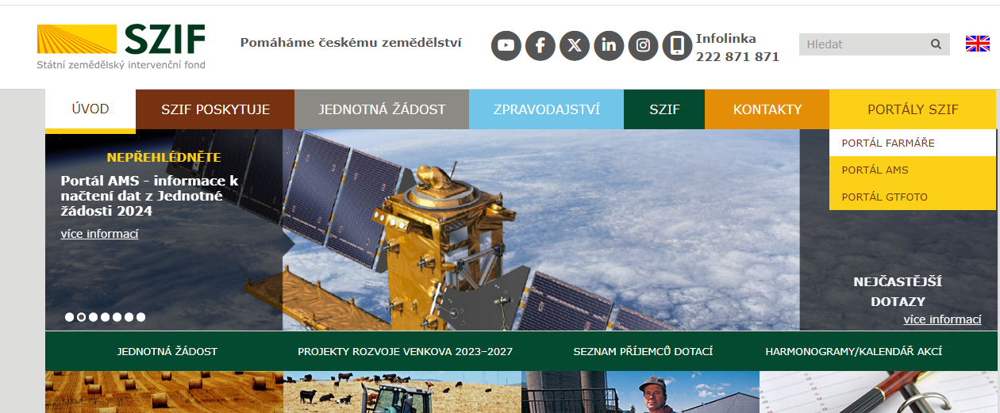 SZIF
Státní zemědělský intervenční fond
Pomáháme českému zemědělství
Infolinka
222 871 871
Hledat
ÚVOD
SZIF POSKYTUJE
JEDNOTNÁ ŽÁDOST
ZPRAVODAJSTVÍ
SZIF
KONTAKTY
PORTÁLY SZIF
PORTÁL FARMÁŘE
PORTÁL AMS
PORTÁL GTFOTO
NEPŘEHLÉDNĚTE
Portál AMS - informace k
načtení dat z Jednotné
žádosti 2024
více informací
NEJČASTĚJŠÍ
DOTAZY
více informací
JEDNOTNÁ ŽÁDOST
PROJEKTY ROZVOJE VENKOVA 2023–2027
SEZNAM PŘÍJEMCŮ DOTACÍ
HARMONOGRAMY/KALENDÁŘ AKCÍ